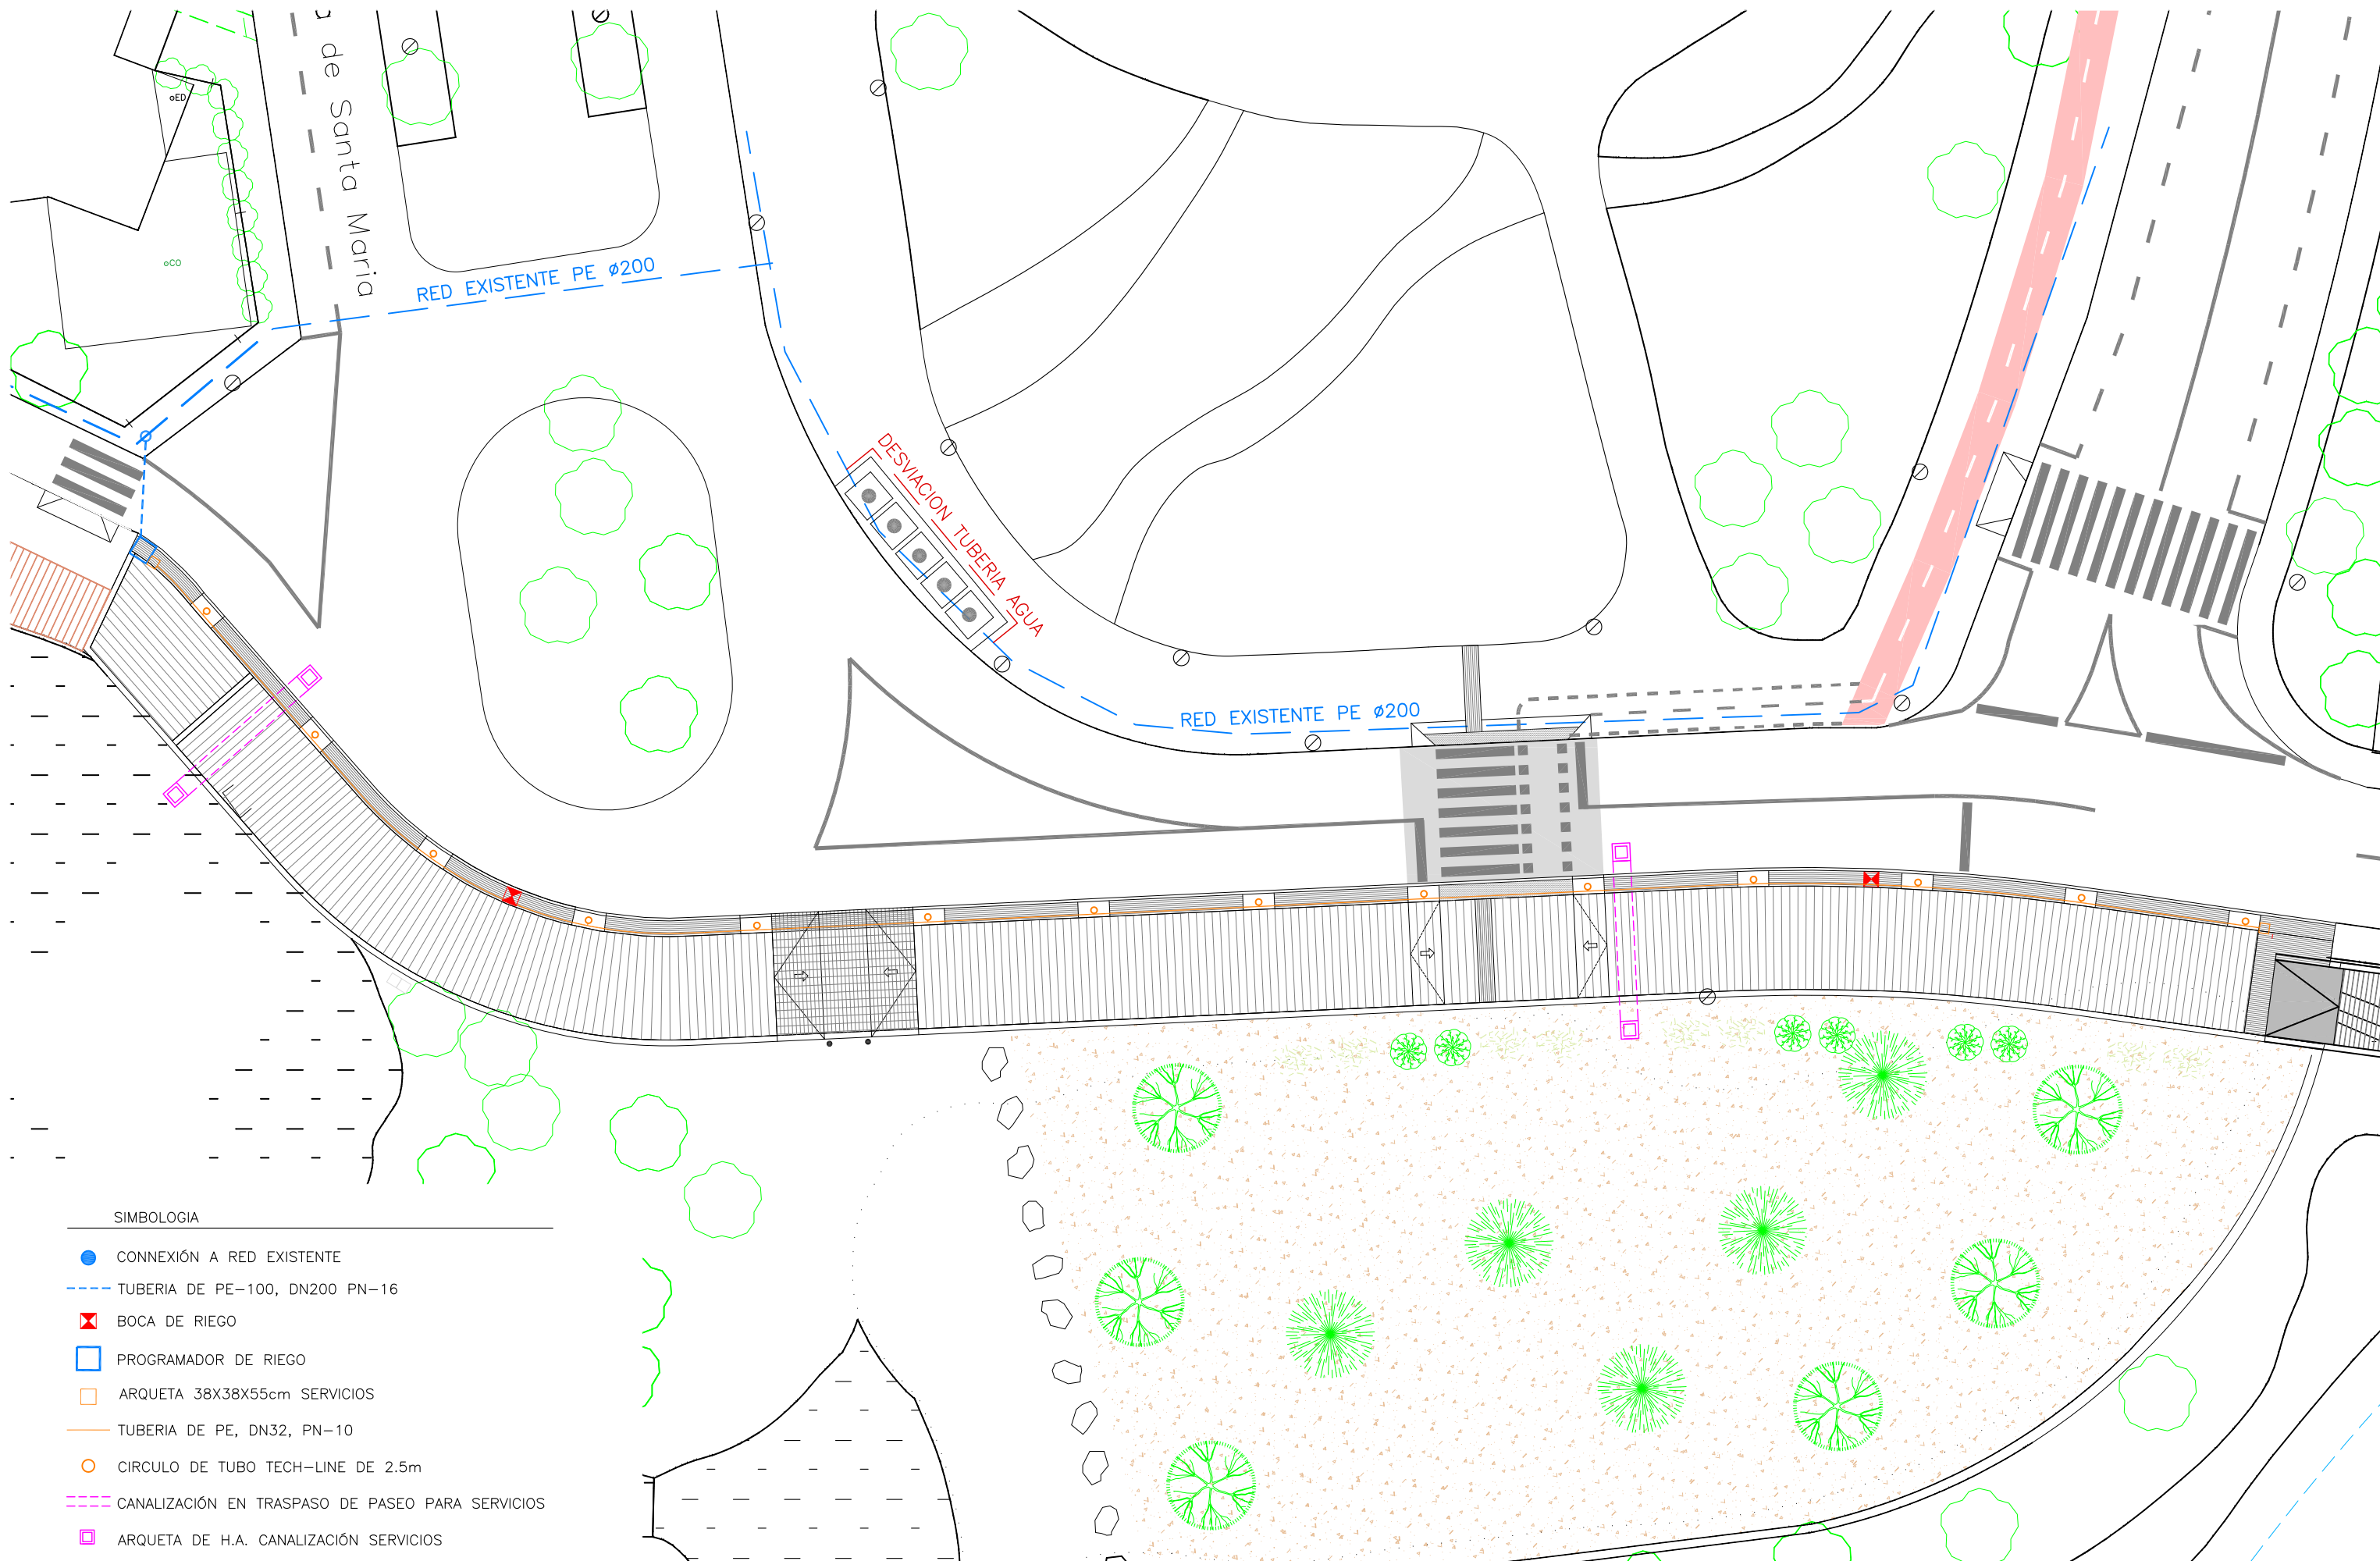 de Santa Maria
oED
oCO
RED EXISTENTE PE Ø200
DESVIACION TUBERIA AGUA
RED EXISTENTE PE Ø200
SIMBOLOGIA
CONNEXIÓN A RED EXISTENTE
TUBERIA DE PE-100, DN200 PN-16
BOCA DE RIEGO
PROGRAMADOR DE RIEGO
ARQUETA 38X38X55cm SERVICIOS
TUBERIA DE PE, DN32, PN-10
CIRCULO DE TUBO TECH-LINE DE 2.5m
CANALIZACIÓN EN TRASPASO DE PASEO PARA SERVICIOS
ARQUETA DE H.A. CANALIZACIÓN SERVICIOS